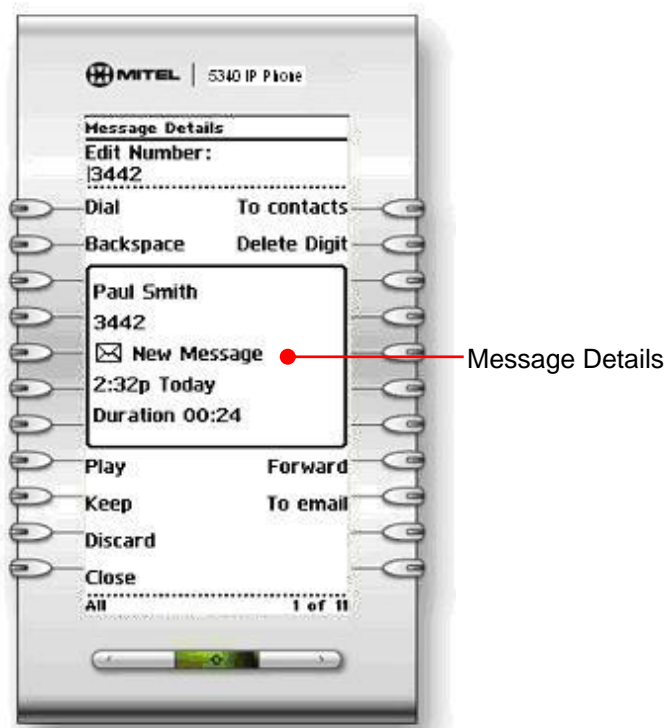 MITEL | 5340 IP Phone
Message Details
Edit Number:
3442
Dial To contacts
Backspace Delete Digit
Paul Smith
3442
New Message
Message Details
2:32p Today
Duration 00:24
Play Forward
Keep To email
Discard
Close
All 1 of 11